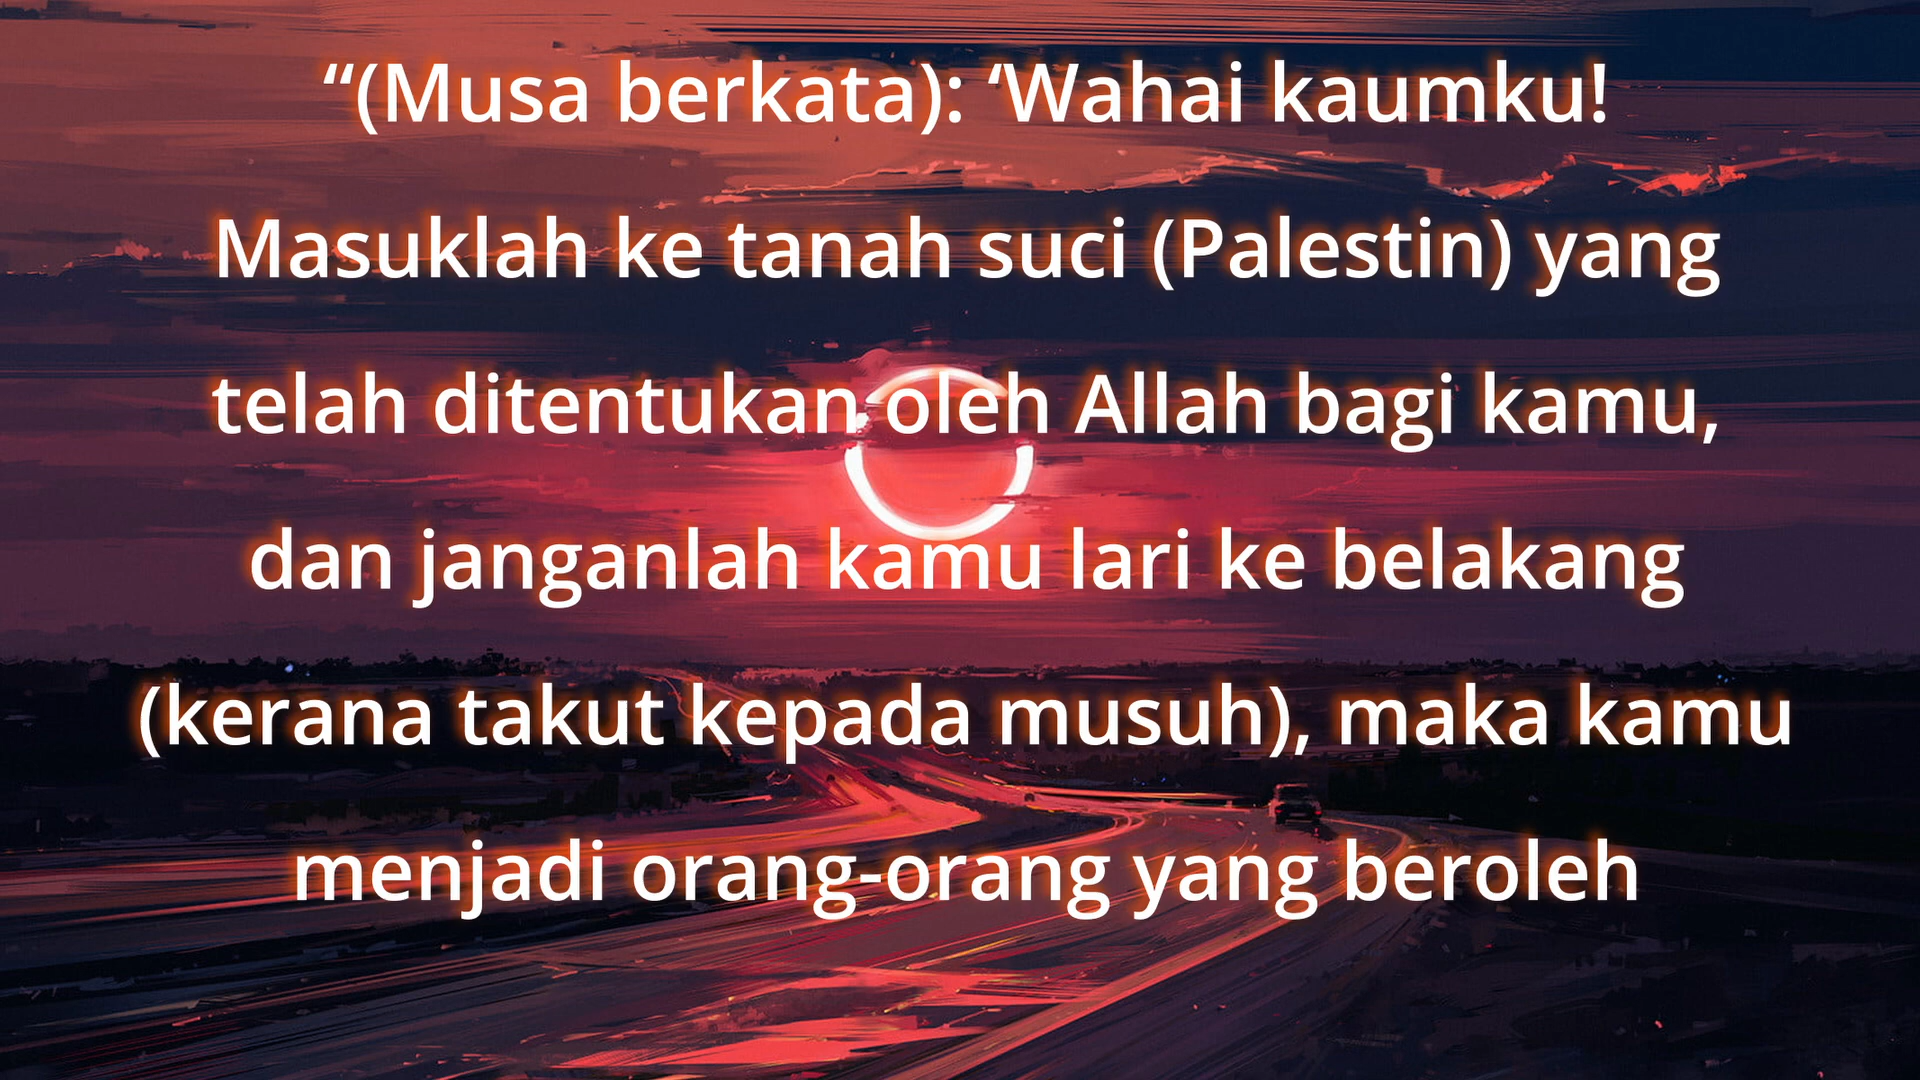 “(Musa berkata): ‘Wahai kaumku!
Masuklah ke tanah suci (Palestin) yang
telah ditentukan oleh Allah bagi kamu,
dan janganlah kamu lari ke belakang
(kerana takut kepada musuh), maka kamu
menjadi orang-orang yang beroleh